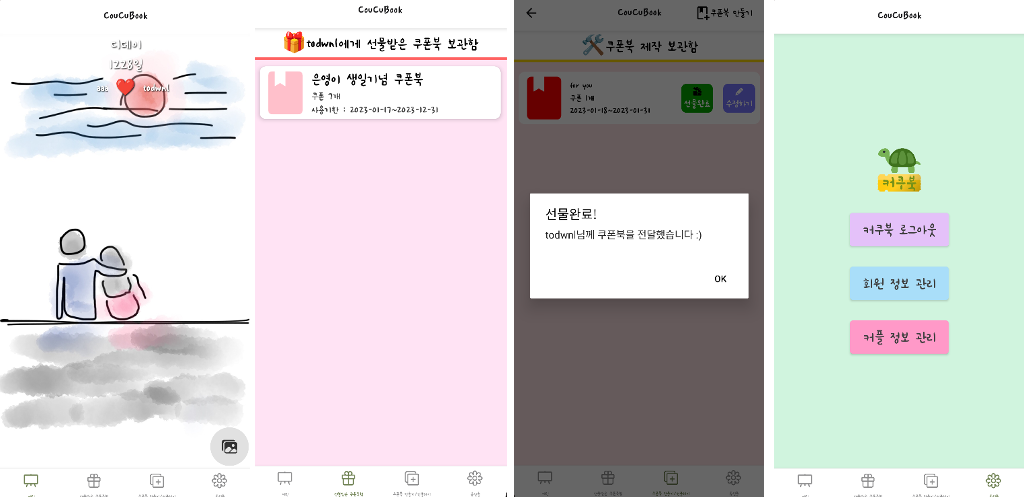 CouCuBook
디데이
1228일
aaa
todwnl
CouCuBook
todwnl에게 선물받은 쿠폰북 보관함
은영이 생일기념 쿠폰북
쿠폰 9개
사용기한 : 2023-01-17~2023-12-31
CouCuBook
쿠폰북 만들기
쿠폰북 제작 보관함
for you
쿠폰 1개
2023-01-18~2023-01-31
선물완료
수정하기
선물완료!
todwnl님께 쿠폰북을 전달했습니다 :)
OK
CouCuBook
커쿠북
커쿠북 로그아웃
회원 정보 관리
커플 정보 관리